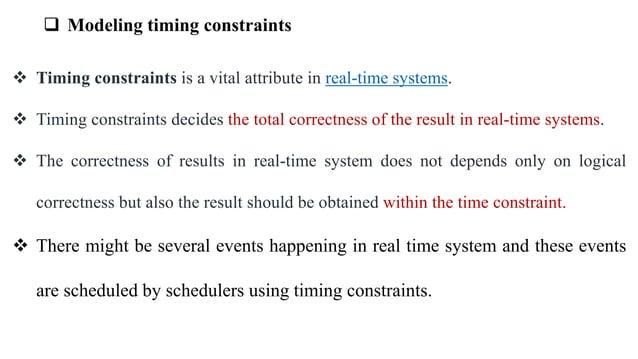 ❑ Modeling timing constraints
❖ Timing constraints is a vital attribute in real-time systems.
❖ Timing constraints decides the total correctness of the result in real-time systems.
❖ The correctness of results in real-time system does not depends only on logical
correctness but also the result should be obtained within the time constraint.
❖ There might be several events happening in real time system and these events
are scheduled by schedulers using timing constraints.